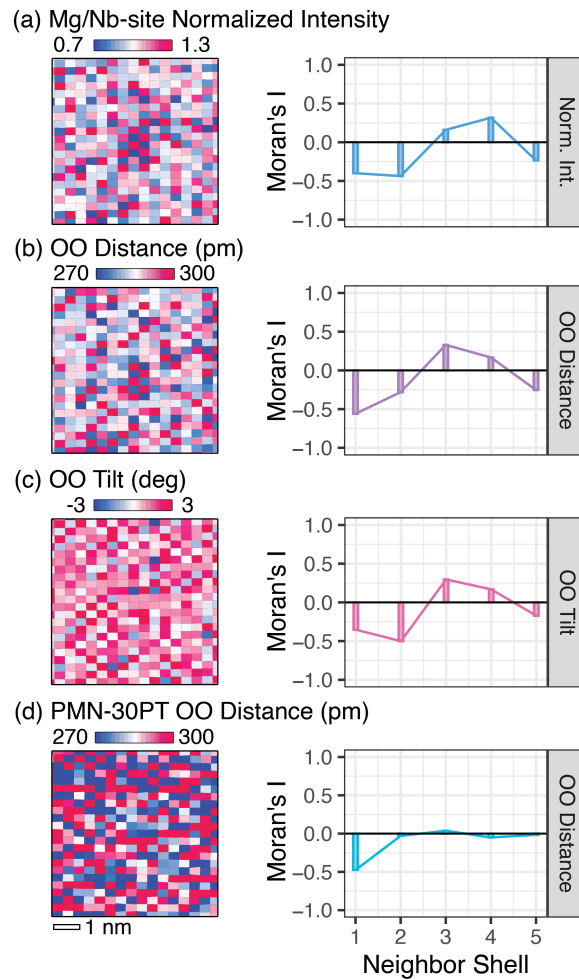 (a) Mg/Nb-site Normalized Intensity
0.7 1.3
1.0
0.5
0.0
−0.5
−1.0
Moran's I
Norm. Int.
(b) OO Distance (pm)
270 300
1.0
0.5
0.0
−0.5
−1.0
Moran's I
OO Distance
(c) OO Tilt (deg)
-3 3
1.0
0.5
0.0
−0.5
−1.0
Moran's I
OO Tilt
(d) PMN-30PT OO Distance (pm)
270 300
1.0
0.5
0.0
−0.5
−1.0
Moran's I
OO Distance
1 nm
1 2 3 4 5
Neighbor Shell